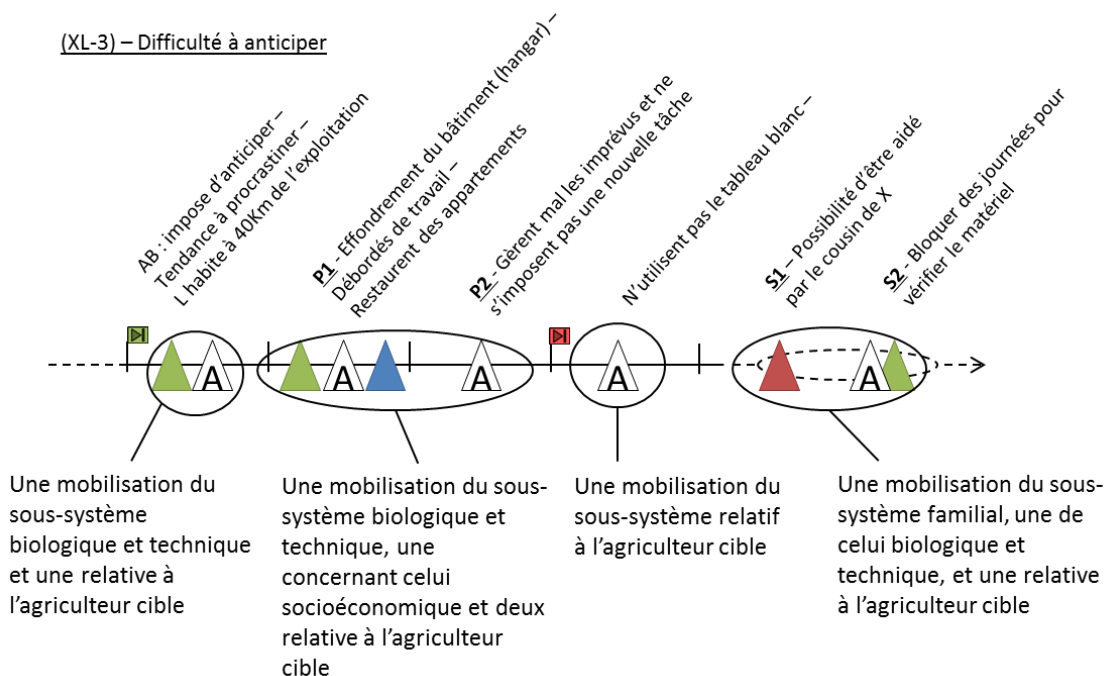 (XL-3) – Difficulté à anticiper
AB : impose d'anticiper –
Tendance à procrastiner –
L habite à 40Km de l'exploitation
P1 - Effondrement du bâtiment (hangar) –
Débordés de travail –
Restaurent des appartements
P2 - Gèrent mal les imprévus et ne
s'imposent pas une nouvelle tâche
N'utilisent pas le tableau blanc –
S1 – Possibilité d'être aidé
par le cousin de X
S2 - Bloquer des journées pour
vérifier le matériel
A
A
A
A
A
Une mobilisation du
sous-système
biologique et technique
et une relative à
l'agriculteur cible
Une mobilisation du sous-
système biologique et
technique, une
concernant celui
socioéconomique et deux
relative à l'agriculteur
cible
Une mobilisation du
sous-système relatif
à l'agriculteur cible
Une mobilisation du sous-
système familial, une de
celui biologique et
technique, et une relative
à l'agriculteur cible